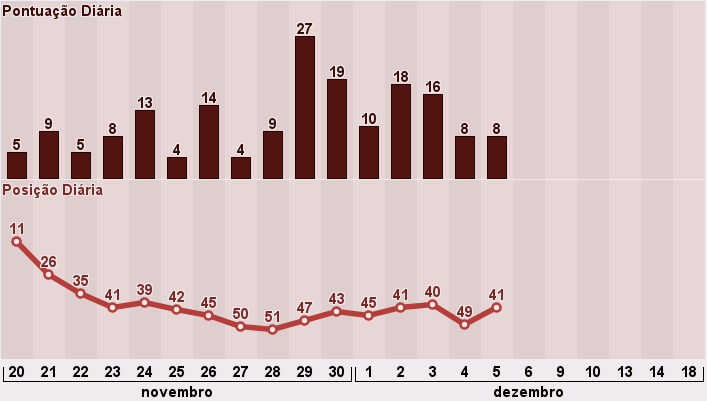 Pontuação Diária
5 9 5 8 13 4 14 4 9 27 19 10 18 16 8 8
Posição Diária
11 26 35 41 39 42 45 50 51 47 43 45 41 40 49 41
20 21 22 23 24 25 26 27 28 29 30 1 2 3 4 5 6 9 10 13 14 18
novembro dezembro